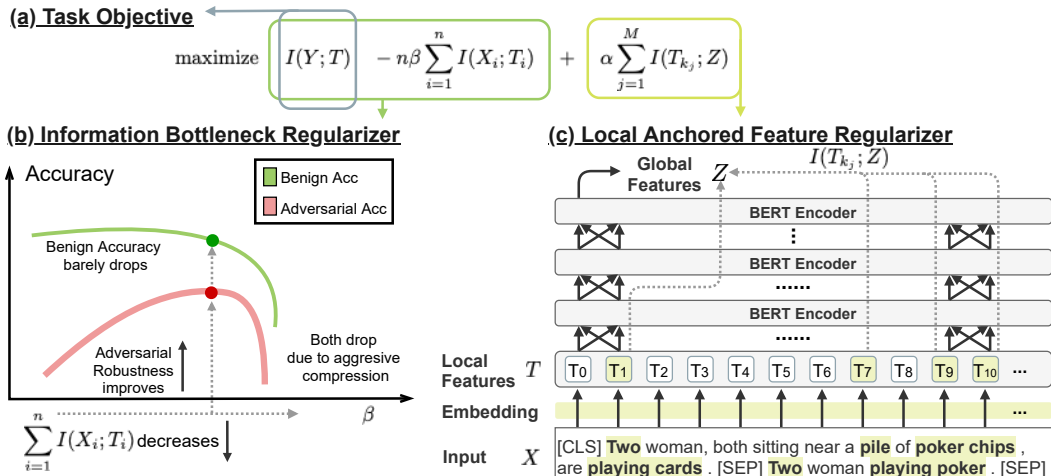 (a) Task Objective
maximize I(Y;T) − nβ ∑_{i=1}^{n} I(X_i;T_i) + α ∑_{j=1}^{M} I(T_{k_j};Z)
(b) Information Bottleneck Regularizer
Accuracy
Benign Acc
Adversarial Acc
Benign Accuracy
barely drops
Adversarial
Robustness
improves
Both drop
due to aggresive
compression
β
∑_{i=1}^{n} I(X_i;T_i) decreases
(c) Local Anchored Feature Regularizer
Global
Features
Z
I(T_{k_j};Z)
BERT Encoder
⋮
BERT Encoder
......
BERT Encoder
......
Local
Features T
T0 T1 T2 T3 T4 T5 T6 T7 T8 T9 T10 ...
Embedding ...
Input X
[CLS] Two woman, both sitting near a pile of poker chips ,
are playing cards . [SEP] Two woman playing poker . [SEP]